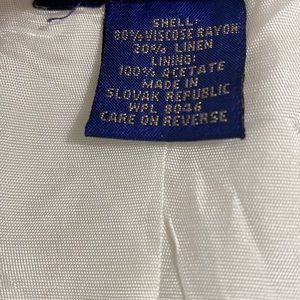 SHELL:
80% VISCOSE RAYON
20% LINEN
LINING:
100% ACETATE
MADE IN
SLOVAK REPUBLIC
WPL 8046
CARE ON REVERSE